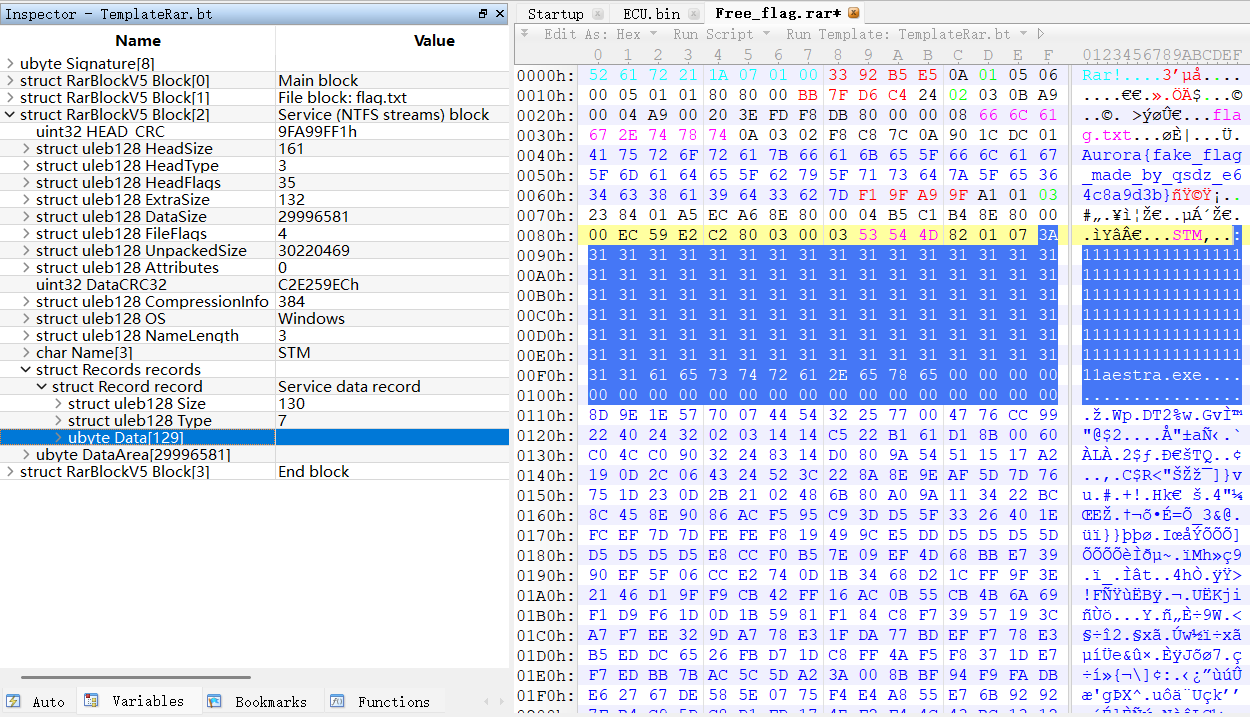 Inspector - TemplateRar.bt
Name Value
ubyte Signature[8]
struct RarBlockV5 Block[0] Main block
struct RarBlockV5 Block[1] File block: flag.txt
struct RarBlockV5 Block[2] Service (NTFS streams) block
uint32 HEAD_CRC 9FA99FF1h
struct uleb128 HeadSize 161
struct uleb128 HeadType 3
struct uleb128 HeadFlags 35
struct uleb128 ExtraSize 132
struct uleb128 DataSize 29996581
struct uleb128 FileFlags 4
struct uleb128 UnpackedSize 30220469
struct uleb128 Attributes 0
uint32 DataCRC32 C2E259ECh
struct uleb128 CompressionInfo 384
struct uleb128 OS Windows
struct uleb128 NameLength 3
char Name[3] STM
struct Records records
struct Record record Service data record
struct uleb128 Size 130
struct uleb128 Type 7
ubyte Data[129]
ubyte DataArea[29996581]
struct RarBlockV5 Block[3] End block
Auto Variables Bookmarks Functions
Startup ECU.bin Free_flag.rar*
Edit As: Hex Run Script Run Template: TemplateRar.bt
0 1 2 3 4 5 6 7 8 9 A B C D E F 0123456789ABCDEF
0000h: 52 61 72 21 1A 07 01 00 33 92 B5 E5 0A 01 05 06 Rar!....3’µå....
0010h: 00 05 01 01 80 80 00 BB 7F D6 C4 24 02 03 0B A9 ....€€.».ÖÄ$...©
0020h: 00 04 A9 00 20 3E FD F8 DB 80 00 00 08 66 6C 61 ..©. >ýøÛ€...fla
0030h: 67 2E 74 78 74 0A 03 02 F8 C8 7C 0A 90 1C DC 01 g.txt...øÈ|...Ü.
0040h: 41 75 72 6F 72 61 7B 66 61 6B 65 5F 66 6C 61 67 Aurora{fake_flag
0050h: 5F 6D 61 64 65 5F 62 79 5F 71 73 64 7A 5F 65 36 _made_by_qsdz_e6
0060h: 34 63 38 61 39 64 33 62 7D F1 9F A9 9F A1 01 03 4c8a9d3b}ñŸ©Ÿ¡..
0070h: 23 84 01 A5 EC A6 8E 80 00 04 B5 C1 B4 8E 80 00 #„.¥ì¦Ž€..µÁ´Ž€.
0080h: 00 EC 59 E2 C2 80 03 00 03 53 54 4D 82 01 07 3A .ìYâÂ€...STM‚..:
0090h: 31 31 31 31 31 31 31 31 31 31 31 31 31 31 31 31 1111111111111111
00A0h: 31 31 31 31 31 31 31 31 31 31 31 31 31 31 31 31 1111111111111111
00B0h: 31 31 31 31 31 31 31 31 31 31 31 31 31 31 31 31 1111111111111111
00C0h: 31 31 31 31 31 31 31 31 31 31 31 31 31 31 31 31 1111111111111111
00D0h: 31 31 31 31 31 31 31 31 31 31 31 31 31 31 31 31 1111111111111111
00E0h: 31 31 31 31 31 31 31 31 31 31 31 31 31 31 31 31 1111111111111111
00F0h: 31 31 61 65 73 74 72 61 2E 65 78 65 00 00 00 00 11aestra.exe....
0100h: 00 00 00 00 00 00 00 00 00 00 00 00 00 00 00 00 ................
0110h: 8D 9E 1E 57 70 07 44 54 32 25 77 00 47 76 CC 99 .ž.Wp.DT2%w.GvÌ™
0120h: 22 40 24 32 02 03 14 14 C5 22 B1 61 D1 8B 00 60 "@$2....Å"±aÑ‹.`
0130h: C0 4C C0 90 32 24 83 14 D0 80 9A 54 51 15 17 A2 ÀLÀ.2$ƒ.Ð€šTQ..¢
0140h: 19 0D 2C 06 43 24 52 3C 22 8A 8E 9E AF 5D 7D 76 ..,.C$R<"ŠŽž¯]}v
0150h: 75 1D 23 0D 2B 21 02 48 6B 80 A0 9A 11 34 22 BC u.#.+!.Hk€ š.4"¼
0160h: 8C 45 8E 90 86 AC F5 95 C9 3D D5 5F 33 26 40 1E ŒEŽ.†¬õ•É=Õ_3&@.
0170h: FC EF 7D 7D FE FE F8 19 49 9C E5 DD D5 D5 D5 5D
0180h: D5 D5 D5 D5 E8 CC F0 B5 7E 09 EF 4D 68 BB E7 39 ÕÕÕÕèÌðµ~.ïMh»ç9
0190h: 90 EF 5F 06 CC E2 74 0D 1B 34 68 D2 1C FF 9F 3E .ï_.Ìât..4hÒ.ÿŸ>
01A0h: 21 46 D1 9F F9 CB 42 FF 16 AC 0B 55 CB 4B 6A 69 !FÑŸùËBÿ.¬.UËKji
01B0h: F1 D9 F6 1D 0D 1B 59 81 F1 84 C8 F7 39 57 19 3C ñÙö...Y.ñ„È÷9W.<
01C0h: A7 F7 EE 32 9D A7 78 E3 1F DA 77 BD EF F7 78 E3 §÷î2.§xã.Úw½ï÷xã
01D0h: B5 ED DC 65 26 FB D7 1D C8 FF 4A F5 F8 37 1D E7 µíÜe&û×.ÈÿJõø7.ç
01E0h: F7 ED BB 7B AC 5C 5D A2 3A 00 8B BF 94 F9 FA DB ÷í»{¬\]¢:.‹¿”ùúÛ
01F0h: E6 27 67 DE 58 5E 07 75 F4 E4 A8 55 E7 6B 92 92 æ'gÞX^.uôä¨Uçk’’